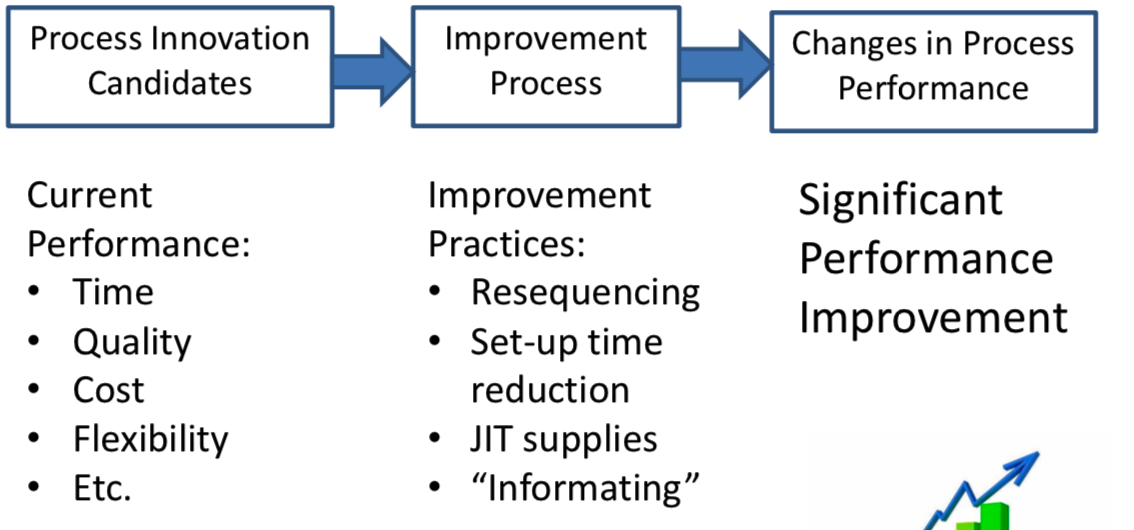 Process Innovation
Candidates
Improvement
Process
Changes in Process
Performance
Current
Performance:
• Time
• Quality
• Cost
• Flexibility
• Etc.
Improvement
Practices:
• Resequencing
• Set-up time
reduction
• JIT supplies
• “Informating”
Significant
Performance
Improvement